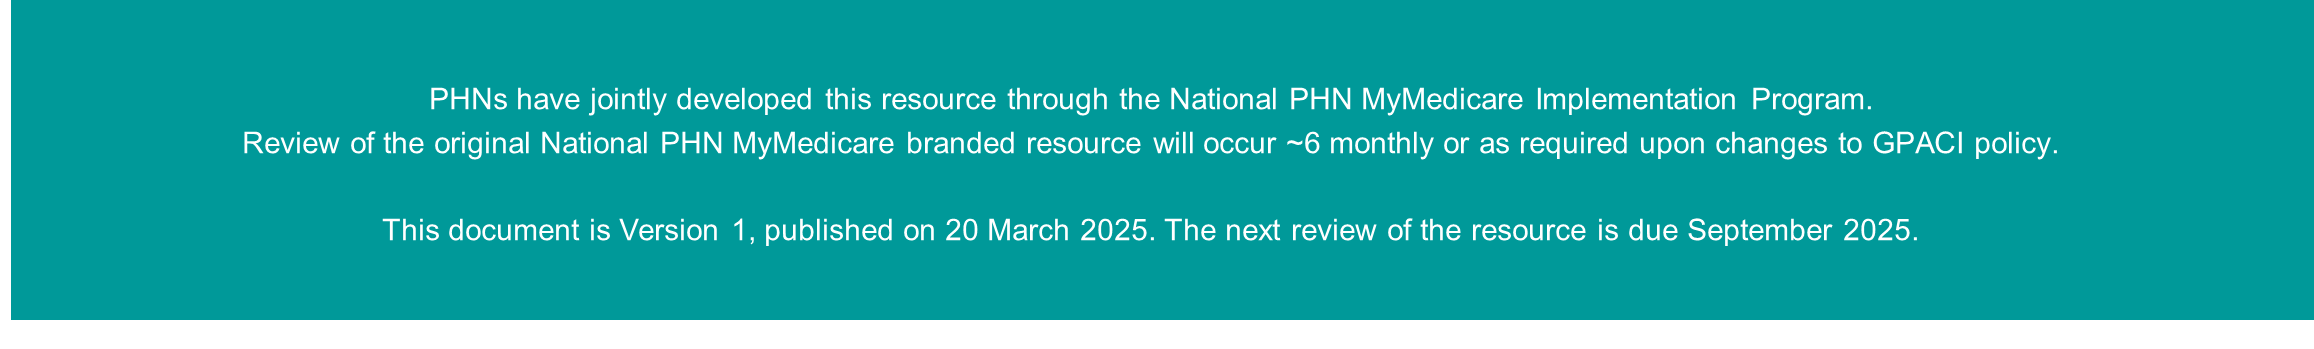 PHNs have jointly developed this resource through the National PHN MyMedicare Implementation Program.
Review of the original National PHN MyMedicare branded resource will occur ~6 monthly or as required upon changes to GPACI policy.
This document is Version 1, published on 20 March 2025. The next review of the resource is due September 2025.